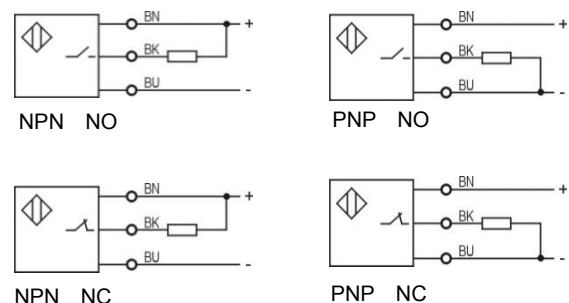 BN +
BK
BU -
NPN NO
BN +
BK
BU -
PNP NO
BN +
BK
BU -
NPN NC
BN +
BK
BU -
PNP NC